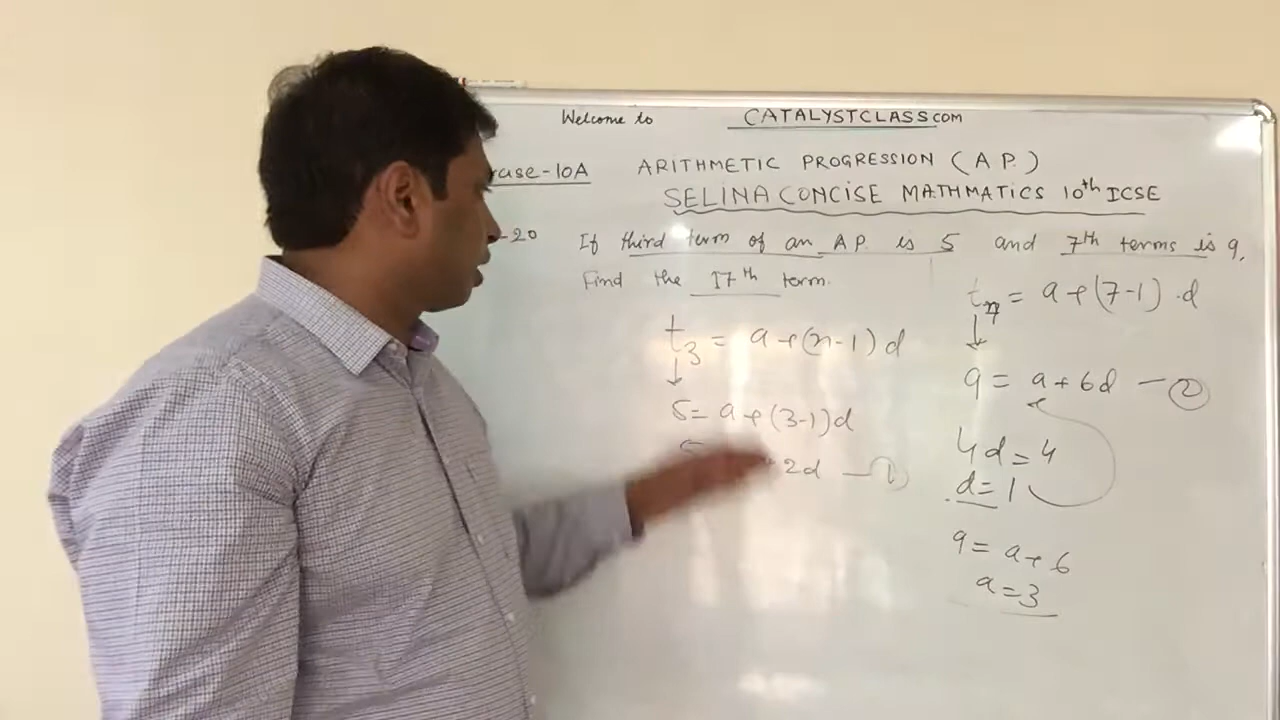 Welcome to CATALYSTCLASS.com
ARITHMETIC PROGRESSION (A.P.)
SELINA CONCISE MATHMATICS 10th ICSE
-10A
-20 If third term of an A.P. is 5 and 7th terms is 9,
Find the 17th term.
t3 = a+(n-1)d
5 = a+(3-1)d
2d — 1
= a+(7-1).d
9 = a+6d — 2
4d = 4
d = 1
9 = a+6
a = 3